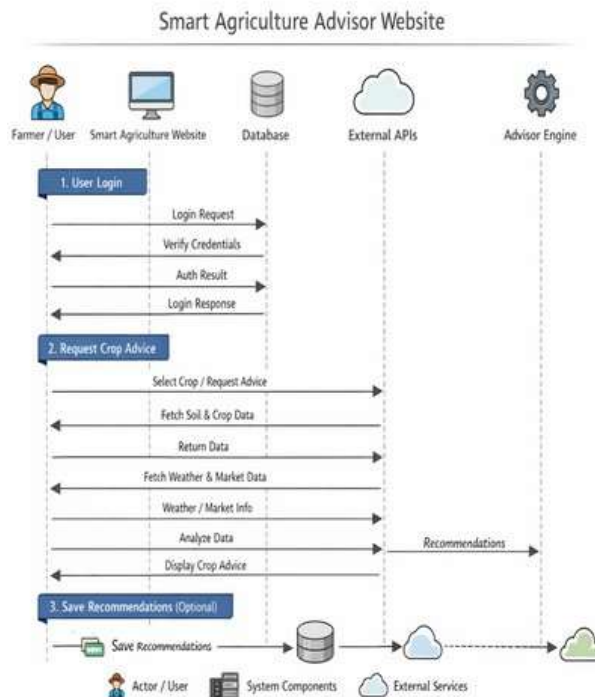 Smart Agriculture Advisor Website
Farmer / User Smart Agriculture Website Database External APIs Advisor Engine
1. User Login
Login Request
Verify Credentials
Auth Result
Login Response
2. Request Crop Advice
Select Crop / Request Advice
Fetch Soil & Crop Data
Return Data
Fetch Weather & Market Data
Weather / Market Info
Analyze Data Recommendations
Display Crop Advice
3. Save Recommendations (Optional)
Save Recommendations
Actor / User System Components External Services